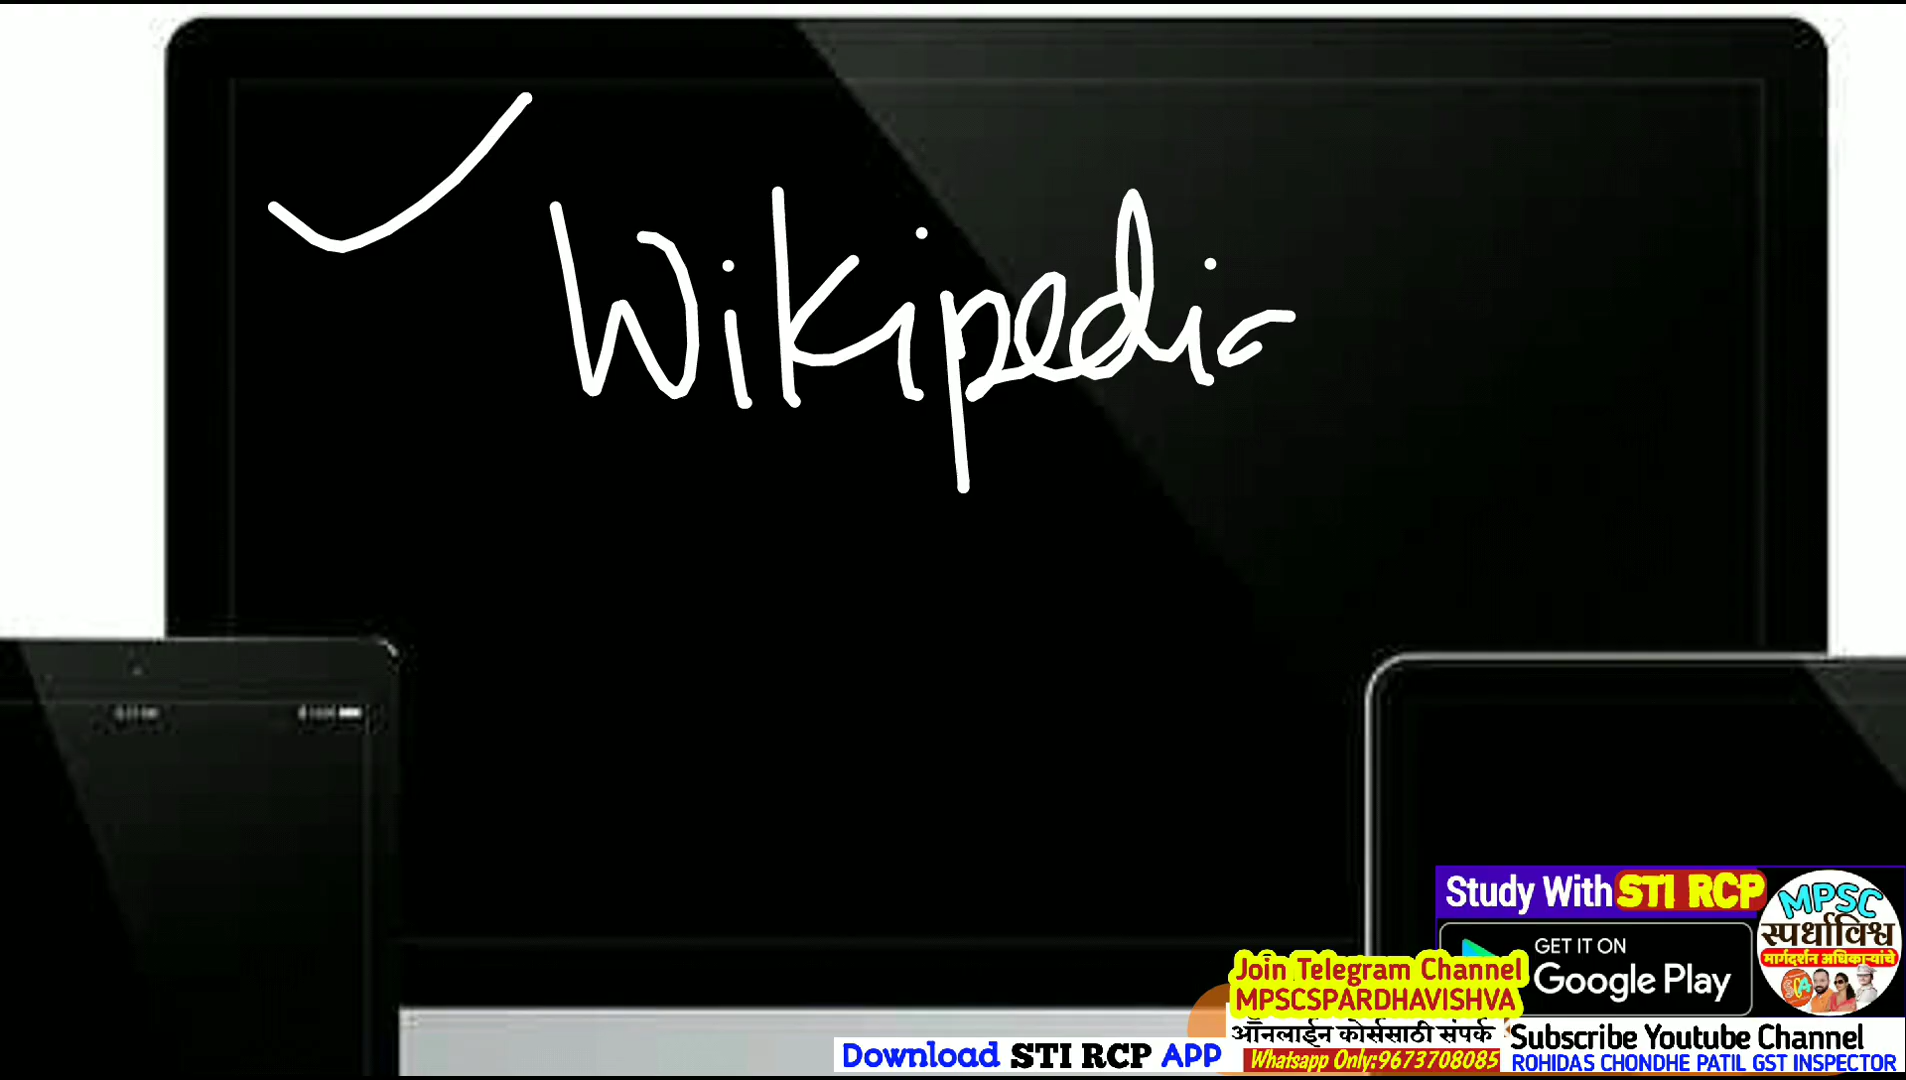 Wikipedia
Study With STI RCP
MPSC
स्पर्धाविश्व
मार्गदर्शन अधिकाऱ्यांचे
GET IT ON
Google Play
Join Telegram Channel
MPSCSPARDHAVISHVA
ऑनलाईन कोर्ससाठी संपर्क
Whatsapp Only:9673708085
Download STI RCP APP
Subscribe Youtube Channel
ROHIDAS CHONDHE PATIL GST INSPECTOR